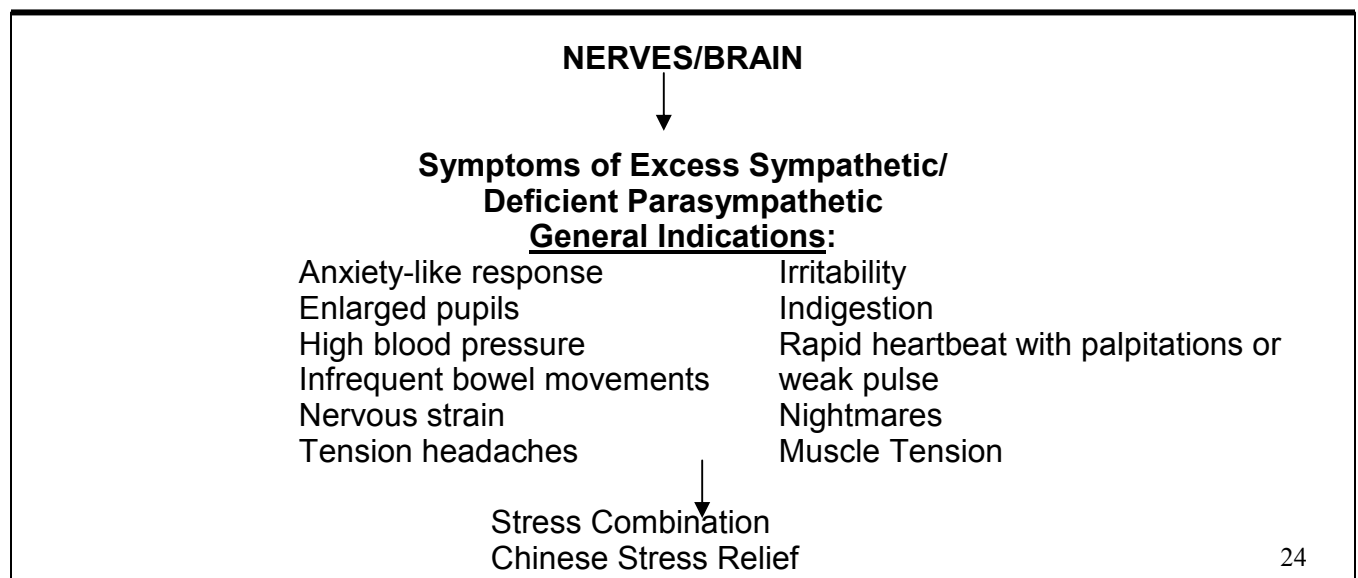 NERVES/BRAIN
Symptoms of Excess Sympathetic/
Deficient Parasympathetic
General Indications:
Anxiety-like response
Enlarged pupils
High blood pressure
Infrequent bowel movements
Nervous strain
Tension headaches
Irritability
Indigestion
Rapid heartbeat with palpitations or
weak pulse
Nightmares
Muscle Tension
Stress Combination
Chinese Stress Relief
24